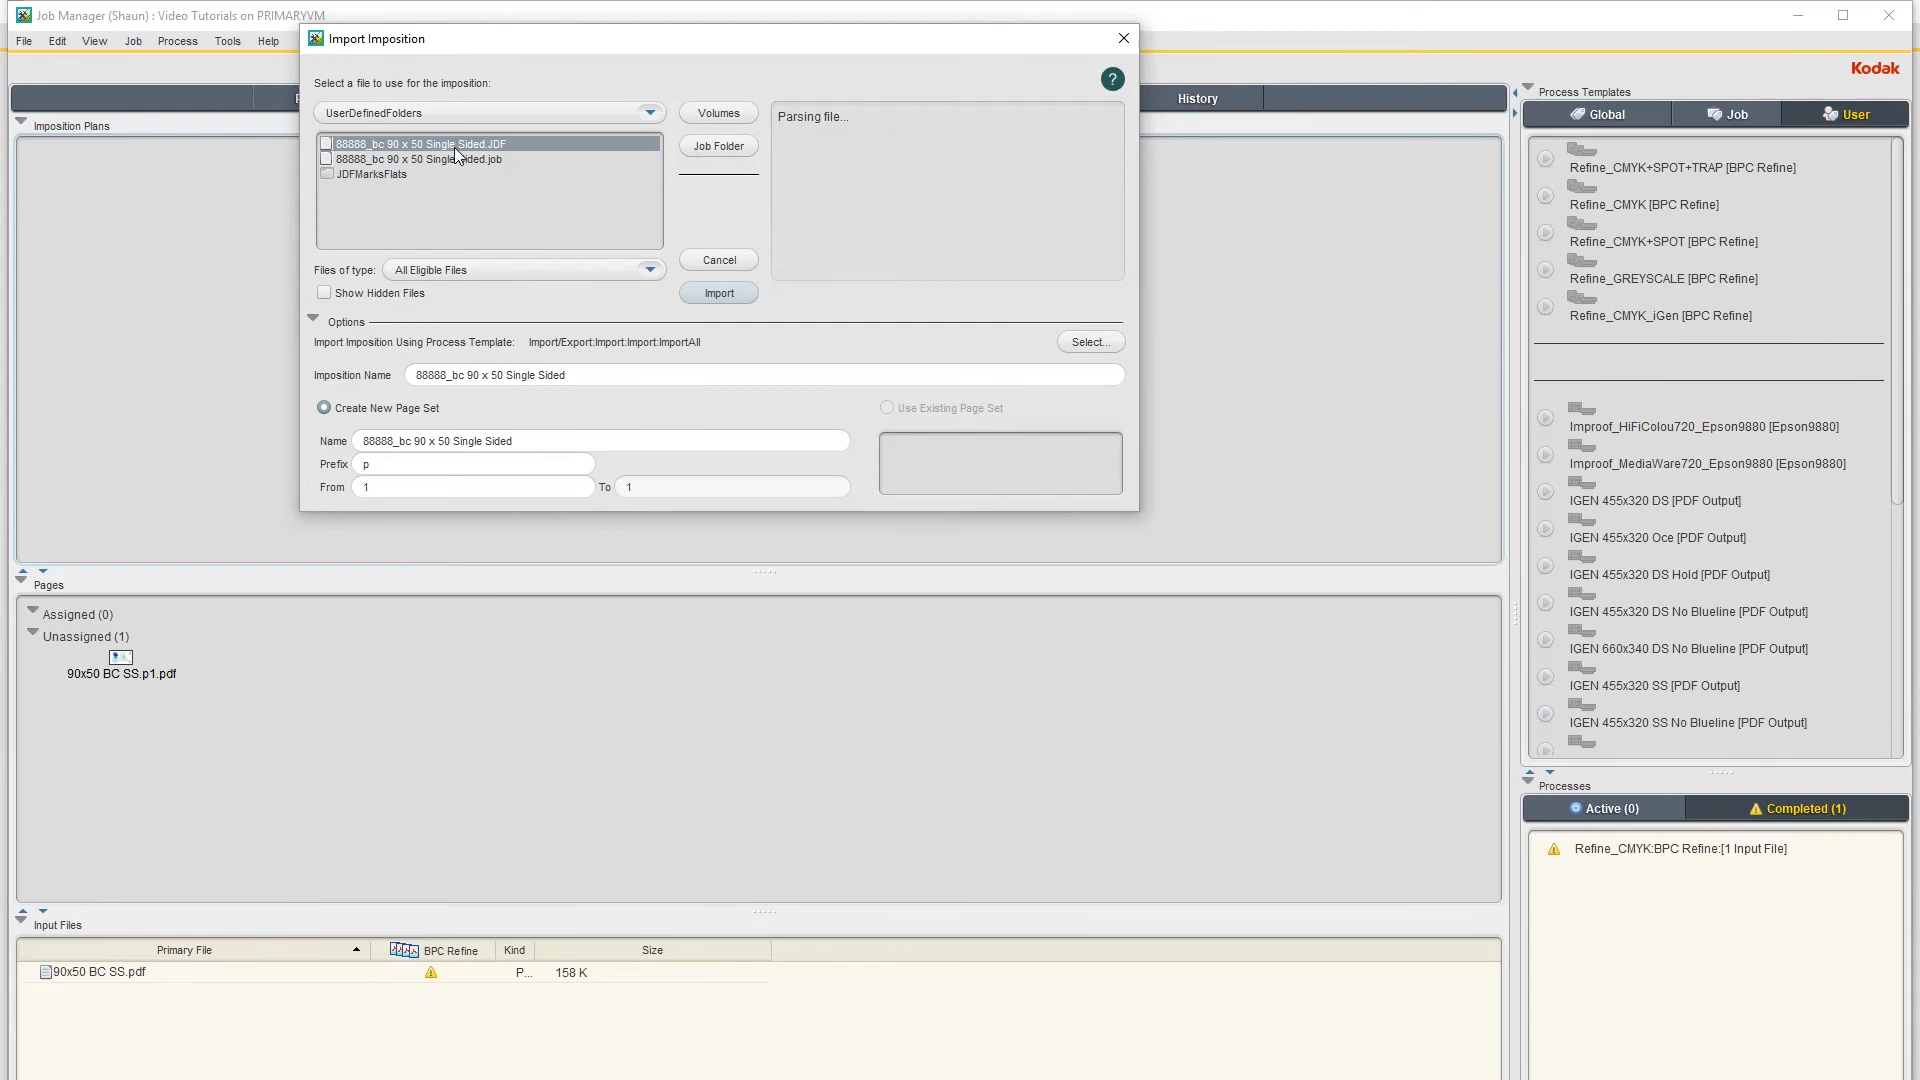 Job Manager (Shaun) : Video Tutorials on PRIMARYVM
File Edit View Job Process Tools Help
Kodak
History
Imposition Plans
Import Imposition
Select a file to use for the imposition:
?
UserDefinedFolders
Volumes
Parsing file...
88888_bc 90 x 50 Single Sided.JDF
88888_bc 90 x 50 Single Sided.job
JDFMarksFlats
Job Folder
Cancel
Files of type: All Eligible Files
Show Hidden Files
Import
Options
Import Imposition Using Process Template: Import/Export:Import:Import:ImportAll
Select...
Imposition Name 88888_bc 90 x 50 Single Sided
Create New Page Set
Use Existing Page Set
Name 88888_bc 90 x 50 Single Sided
Prefix p
From 1 To 1
Pages
Assigned (0)
Unassigned (1)
90x50 BC SS.p1.pdf
Input Files
Primary File BPC Refine Kind Size
90x50 BC SS.pdf P... 158 K
Process Templates
Global Job User
Refine_CMYK+SPOT+TRAP [BPC Refine]
Refine_CMYK [BPC Refine]
Refine_CMYK+SPOT [BPC Refine]
Refine_GREYSCALE [BPC Refine]
Refine_CMYK_iGen [BPC Refine]
Improof_HiFiColou720_Epson9880 [Epson9880]
Improof_MediaWare720_Epson9880 [Epson9880]
IGEN 455x320 DS [PDF Output]
IGEN 455x320 Oce [PDF Output]
IGEN 455x320 DS Hold [PDF Output]
IGEN 455x320 DS No Blueline [PDF Output]
IGEN 660x340 DS No Blueline [PDF Output]
IGEN 455x320 SS [PDF Output]
IGEN 455x320 SS No Blueline [PDF Output]
Processes
Active (0) Completed (1)
Refine_CMYK:BPC Refine:[1 Input File]